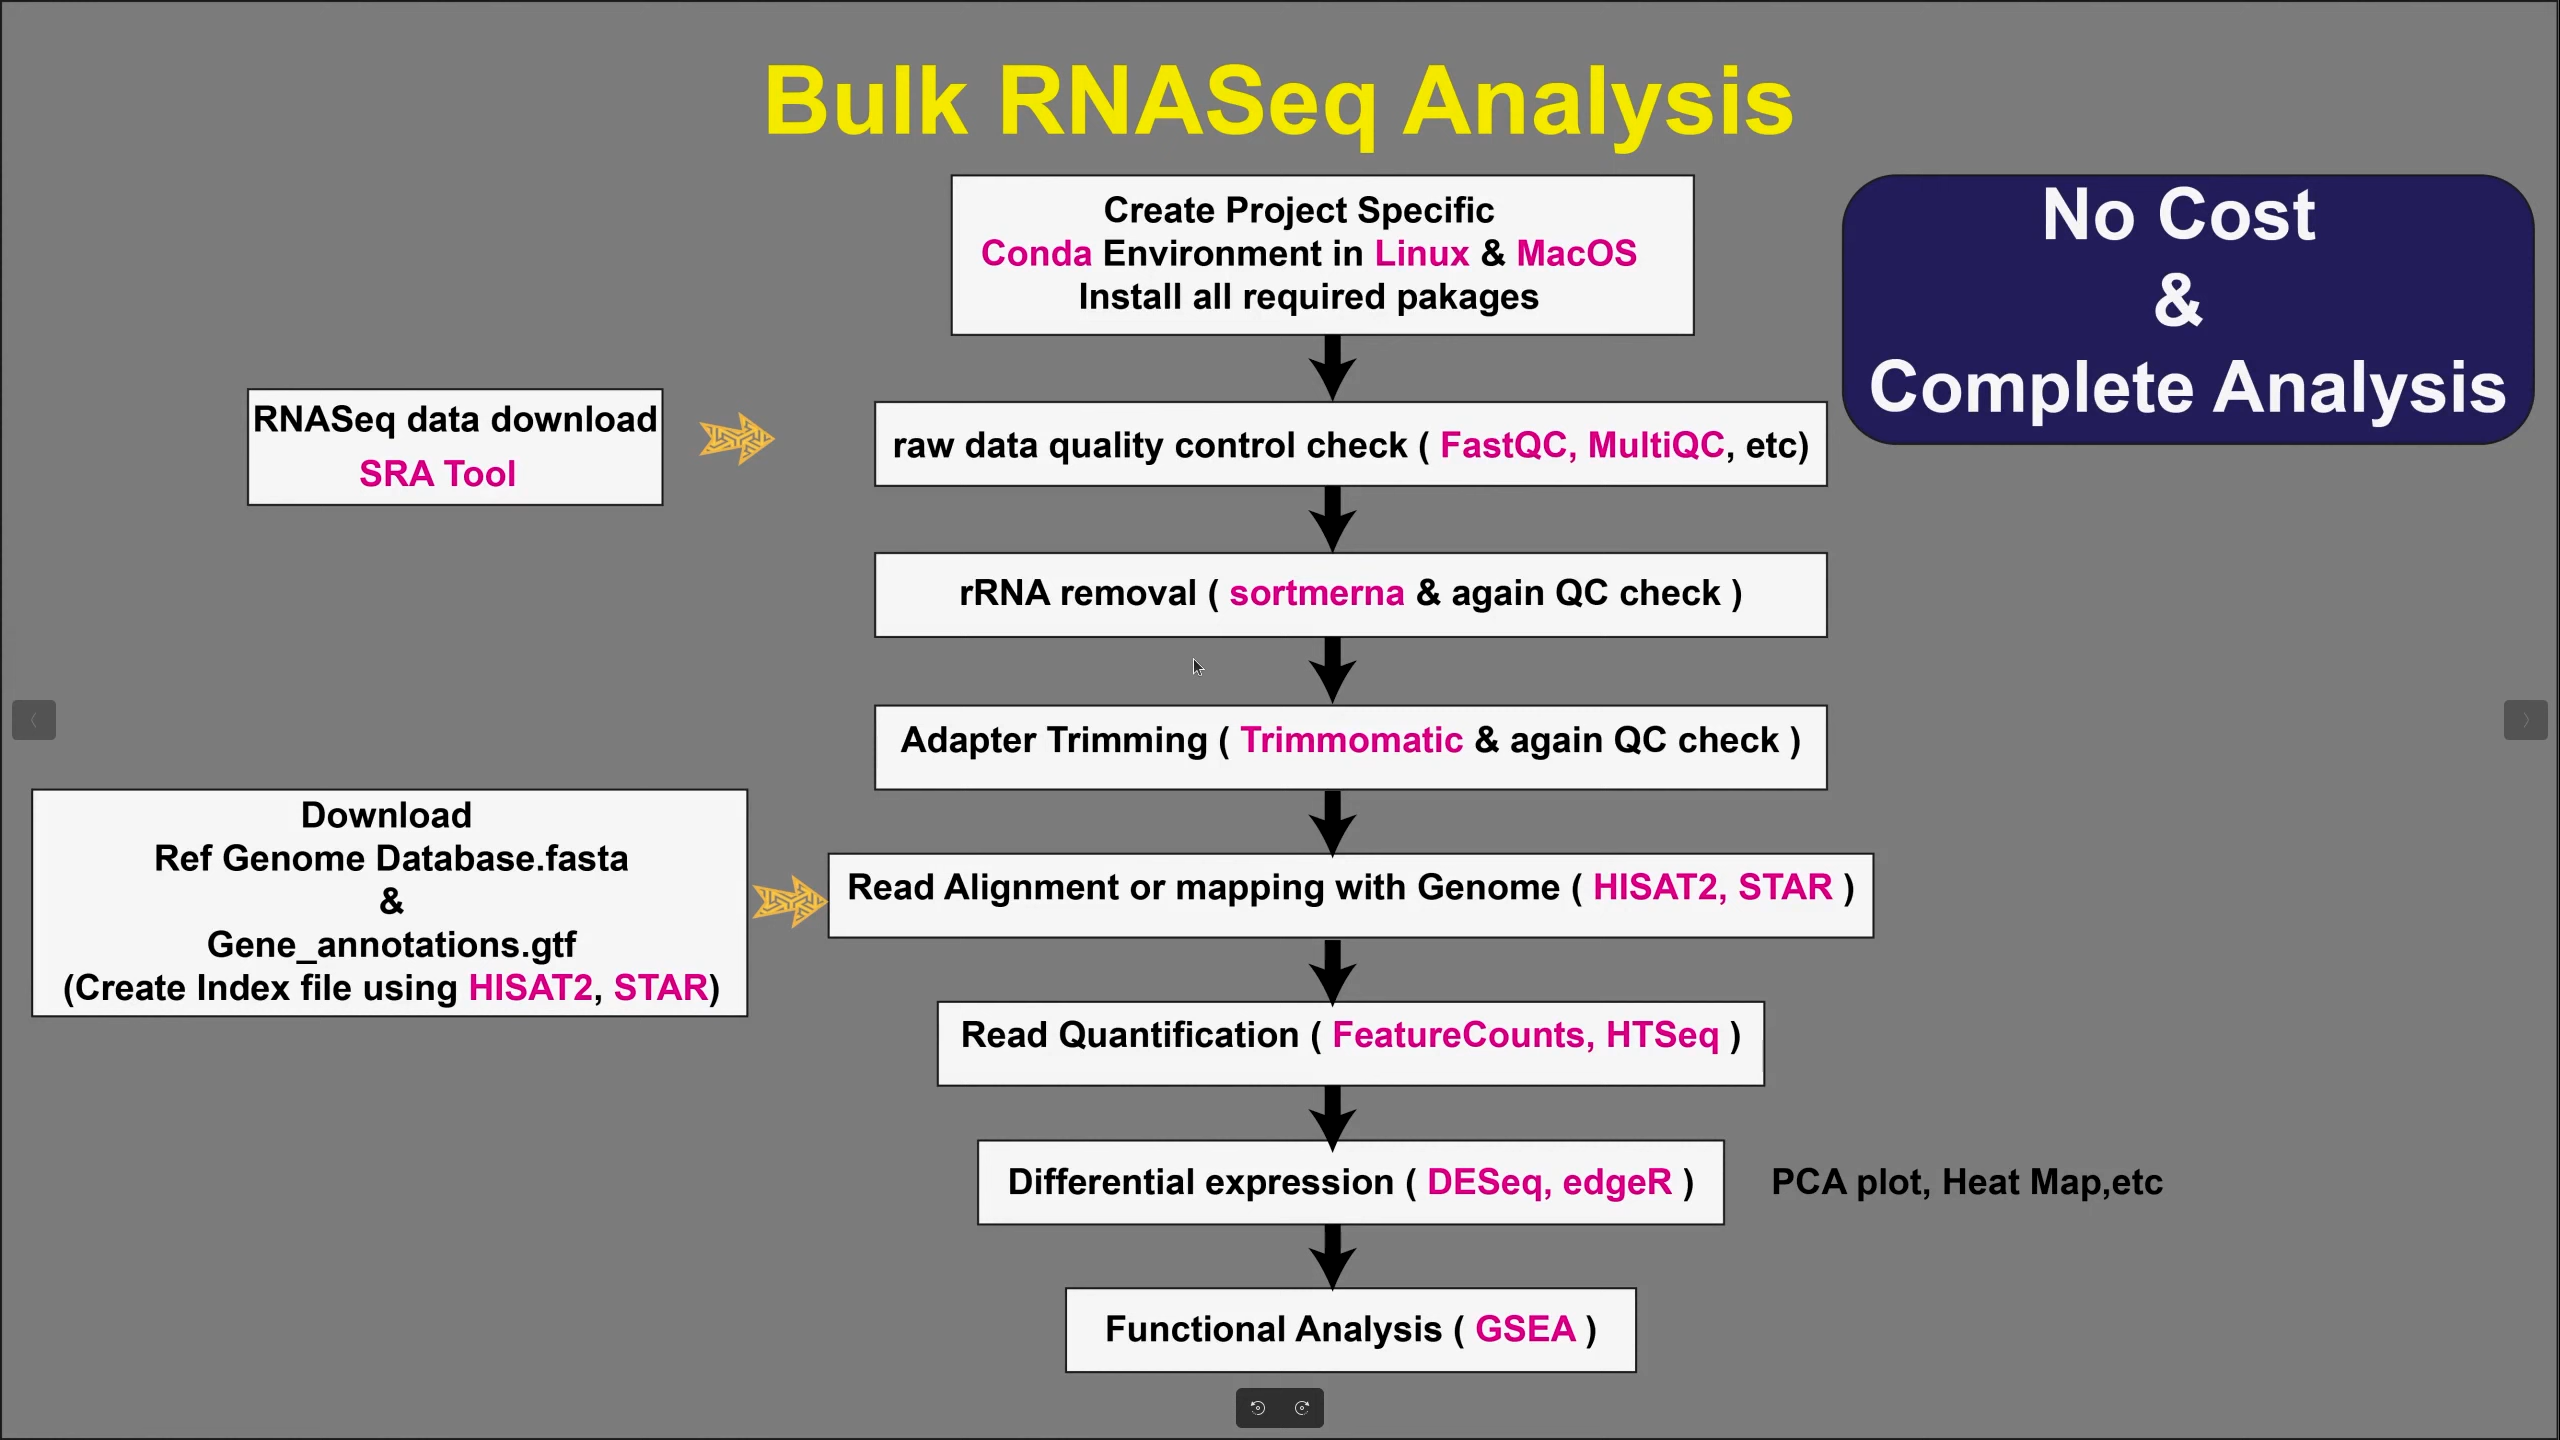 Bulk RNASeq Analysis
Create Project Specific
Conda Environment in Linux & MacOS
Install all required pakages
No Cost
&
Complete Analysis
RNASeq data download
SRA Tool
raw data quality control check ( FastQC, MultiQC, etc)
rRNA removal ( sortmerna & again QC check )
Adapter Trimming ( Trimmomatic & again QC check )
Download
Ref Genome Database.fasta
&
Gene_annotations.gtf
(Create Index file using HISAT2, STAR)
Read Alignment or mapping with Genome ( HISAT2, STAR )
Read Quantification ( FeatureCounts, HTSeq )
Differential expression ( DESeq, edgeR )
PCA plot, Heat Map,etc
Functional Analysis ( GSEA )